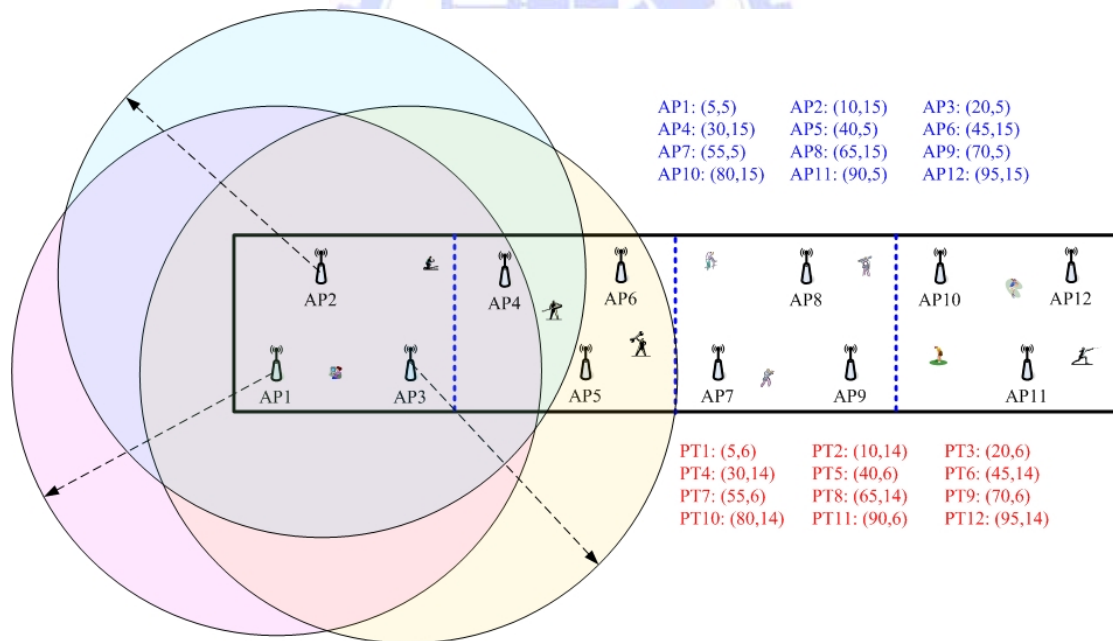 AP1: (5,5) AP2: (10,15) AP3: (20,5)
AP4: (30,15) AP5: (40,5) AP6: (45,15)
AP7: (55,5) AP8: (65,15) AP9: (70,5)
AP10: (80,15) AP11: (90,5) AP12: (95,15)
AP2 AP4 AP6 AP8 AP10 AP12
AP1 AP3 AP5 AP7 AP9 AP11
PT1: (5,6) PT2: (10,14) PT3: (20,6)
PT4: (30,14) PT5: (40,6) PT6: (45,14)
PT7: (55,6) PT8: (65,14) PT9: (70,6)
PT10: (80,14) PT11: (90,6) PT12: (95,14)